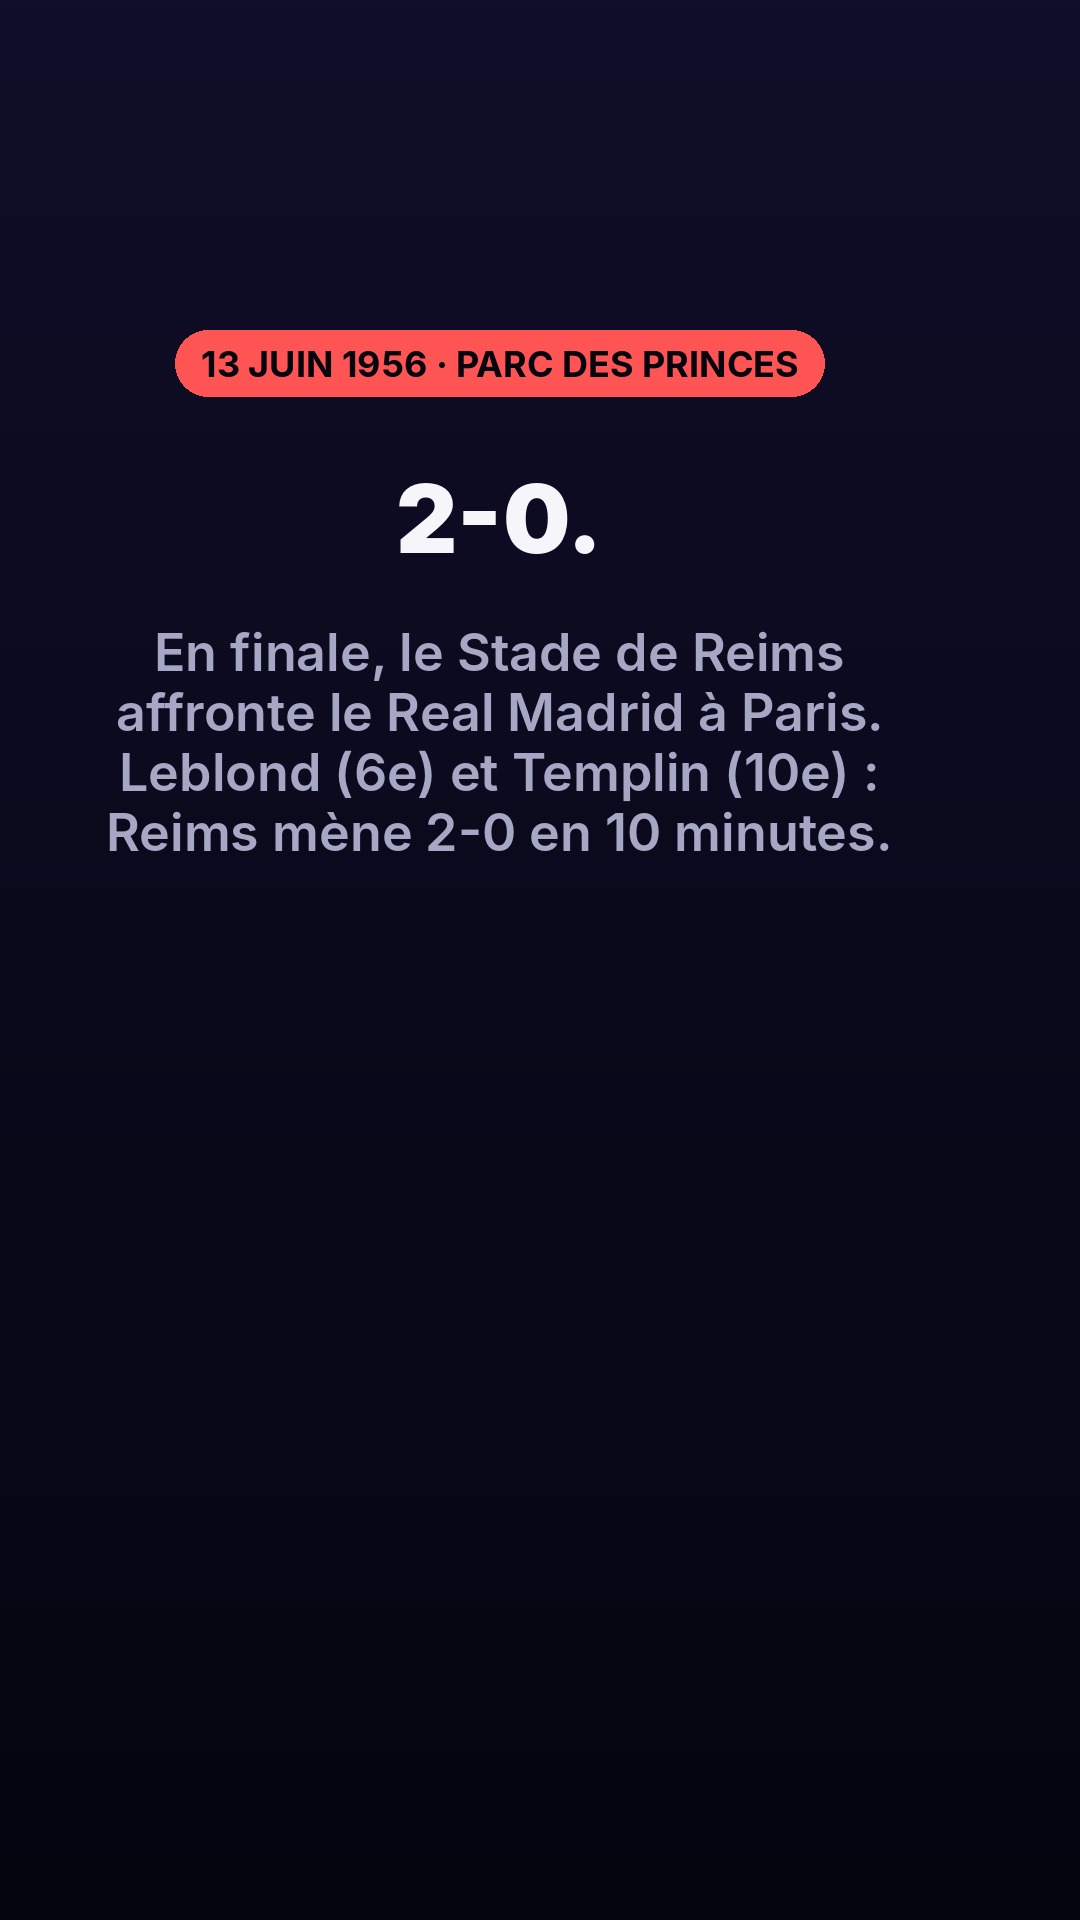 13 JUIN 1956 · PARC DES PRINCES
2-0.
En finale, le Stade de Reims
affronte le Real Madrid à Paris.
Leblond (6e) et Templin (10e) :
Reims mène 2-0 en 10 minutes.